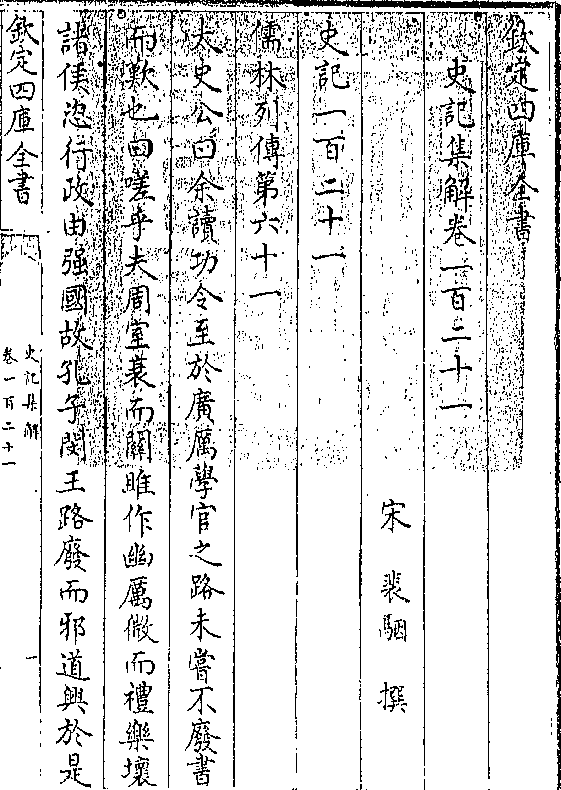 欽定四庫全書
史記集解卷一百二十一
宋 裴駰 撰
史記一百二十一
儒林列傳第六十一
太史公曰余讀功令至於廣厲學官之路未嘗不廢書
而歎也曰嗟乎夫周室衰而關雎作幽厲微而禮樂壞
諸侯恣行政由强國故孔子閔王路廢而邪道興於是
欽定四庫全書
史記集解
卷一百二十一
一